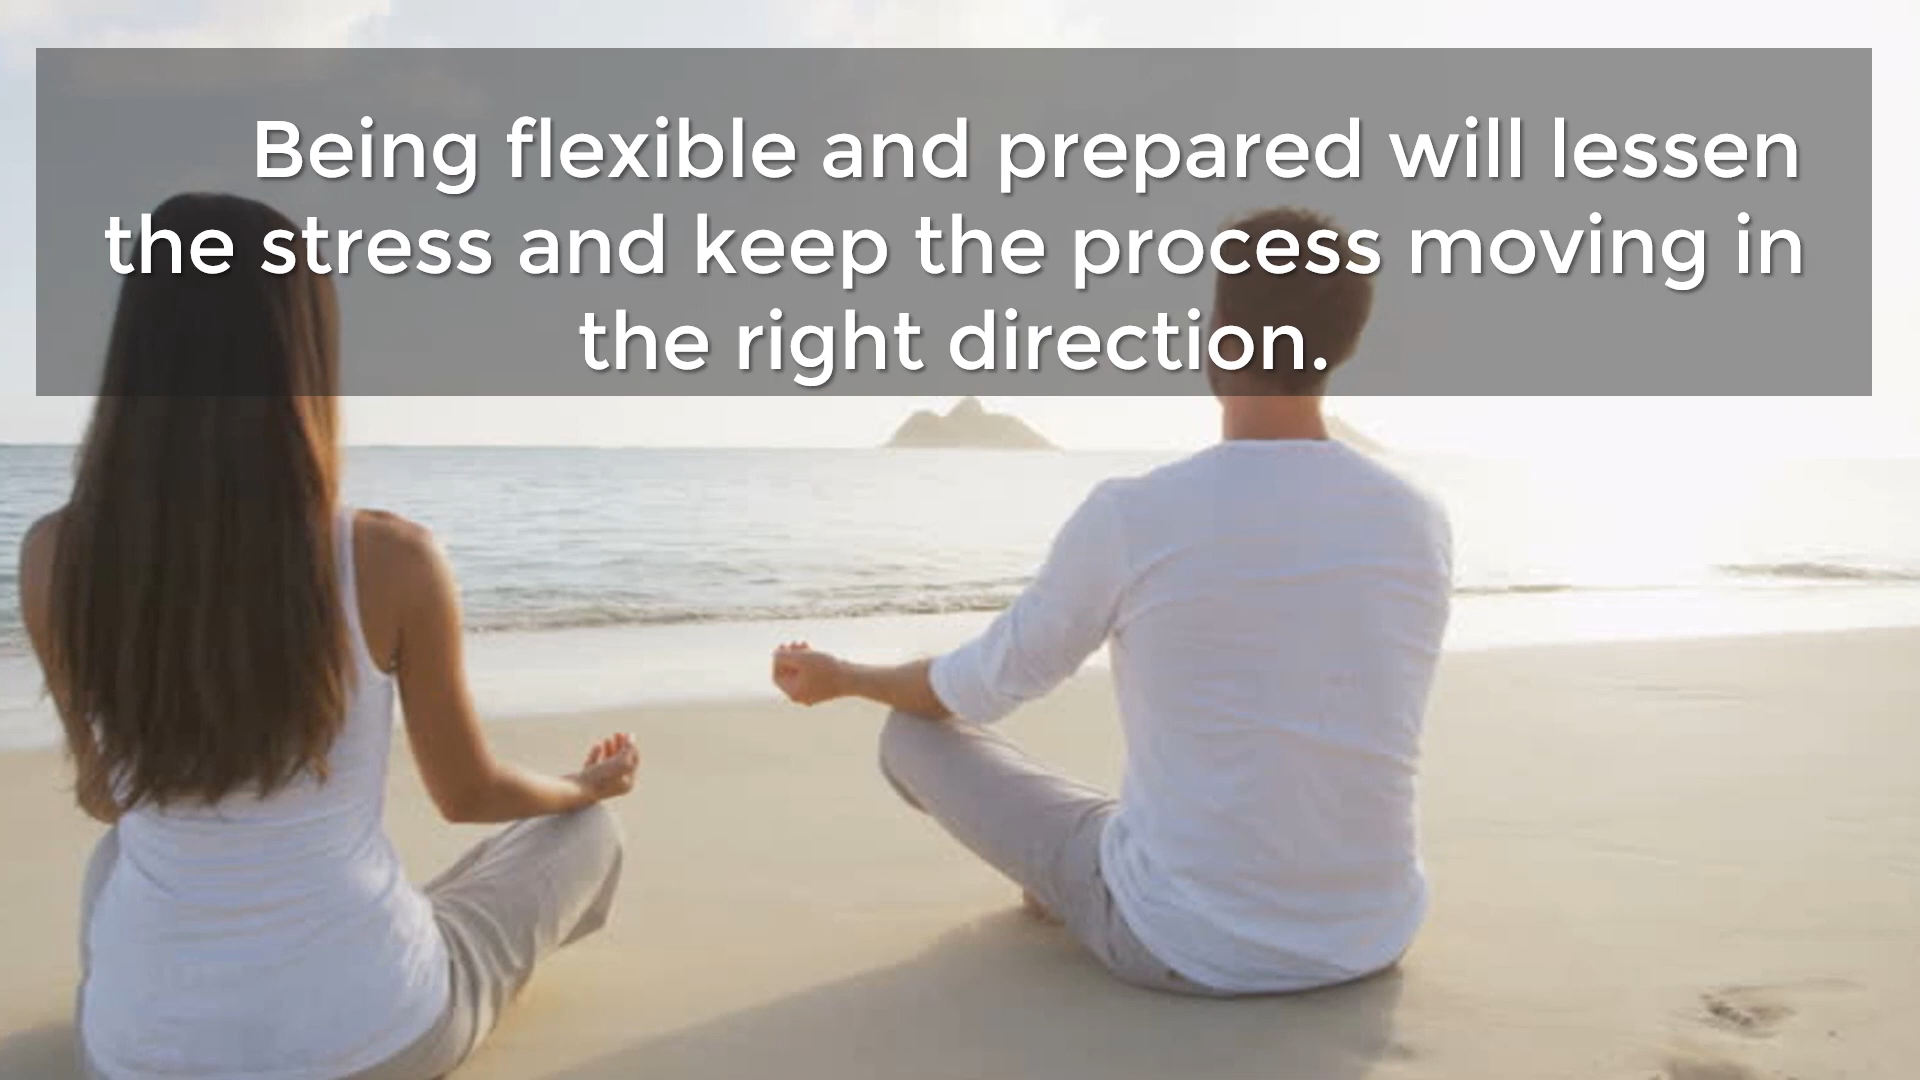 Being flexible and prepared will lessen
the stress and keep the process moving in
the right direction.